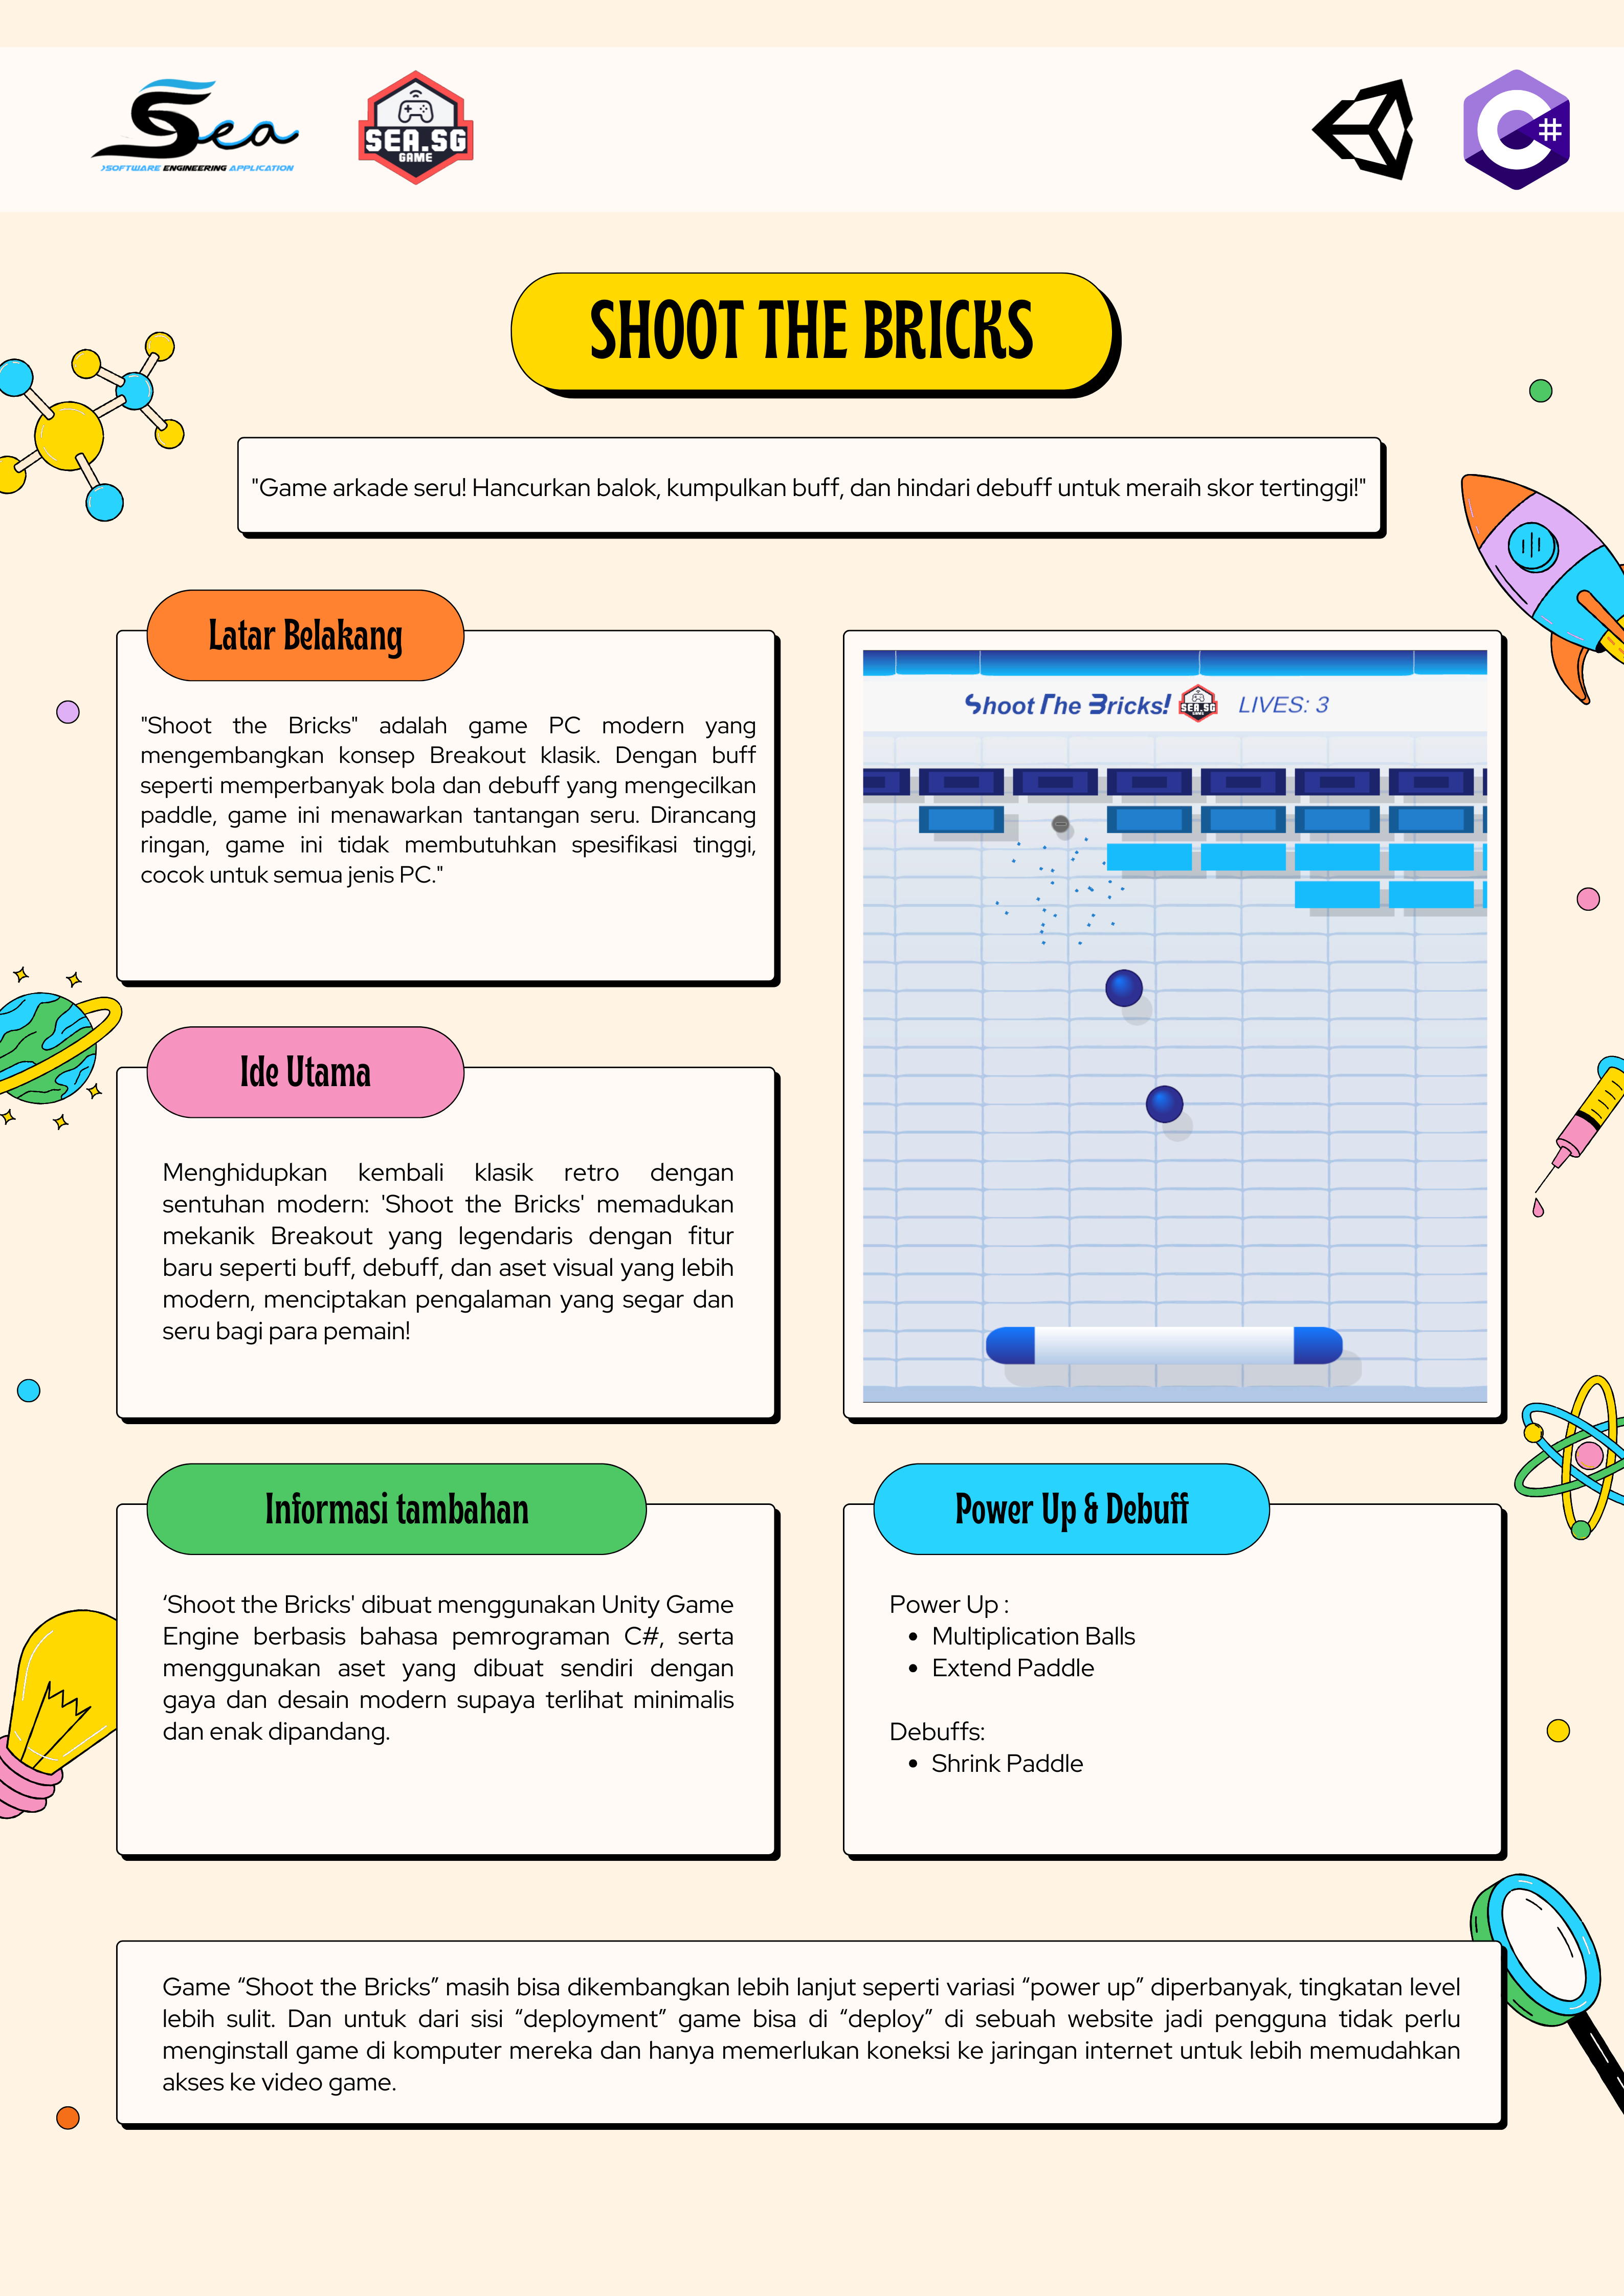 Sea
SOFTWARE ENGINEERING APPLICATION
SEA.SG
GAME
C#
SHOOT THE BRICKS
"Game arkade seru! Hancurkan balok, kumpulkan buff, dan hindari debuff untuk meraih skor tertinggi!"
Latar Belakang
"Shoot the Bricks" adalah game PC modern yang
mengembangkan konsep Breakout klasik. Dengan buff
seperti memperbanyak bola dan debuff yang mengecilkan
paddle, game ini menawarkan tantangan seru. Dirancang
ringan, game ini tidak membutuhkan spesifikasi tinggi,
cocok untuk semua jenis PC."
Shoot The Bricks!
SEA.SG
GAME
LIVES: 3
Ide Utama
Menghidupkan kembali klasik retro dengan
sentuhan modern: 'Shoot the Bricks' memadukan
mekanik Breakout yang legendaris dengan fitur
baru seperti buff, debuff, dan aset visual yang lebih
modern, menciptakan pengalaman yang segar dan
seru bagi para pemain!
Informasi tambahan
‘Shoot the Bricks' dibuat menggunakan Unity Game
Engine berbasis bahasa pemrograman C#, serta
menggunakan aset yang dibuat sendiri dengan
gaya dan desain modern supaya terlihat minimalis
dan enak dipandang.
Power Up & Debuff
Power Up :
• Multiplication Balls
• Extend Paddle
Debuffs:
• Shrink Paddle
Game “Shoot the Bricks” masih bisa dikembangkan lebih lanjut seperti variasi “power up” diperbanyak, tingkatan level
lebih sulit. Dan untuk dari sisi “deployment” game bisa di “deploy” di sebuah website jadi pengguna tidak perlu
menginstall game di komputer mereka dan hanya memerlukan koneksi ke jaringan internet untuk lebih memudahkan
akses ke video game.